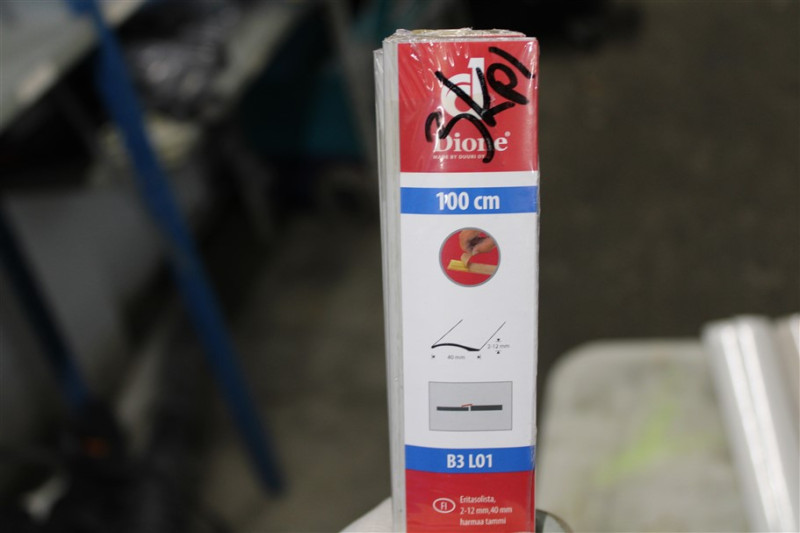 3kpl
d
Dione®
100 cm
40 mm
2-12 mm
B3 L01
FI
Eritasolista,
2-12 mm, 40 mm
harmaa tammi